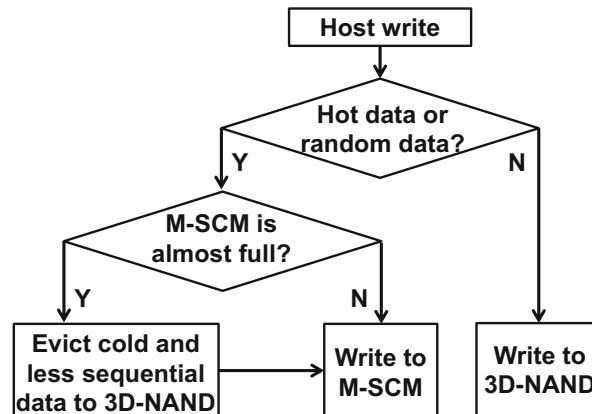 Host write
Hot data or
random data?
Y
N
M-SCM is
almost full?
Y
N
Evict cold and
less sequential
data to 3D-NAND
Write to
M-SCM
Write to
3D-NAND